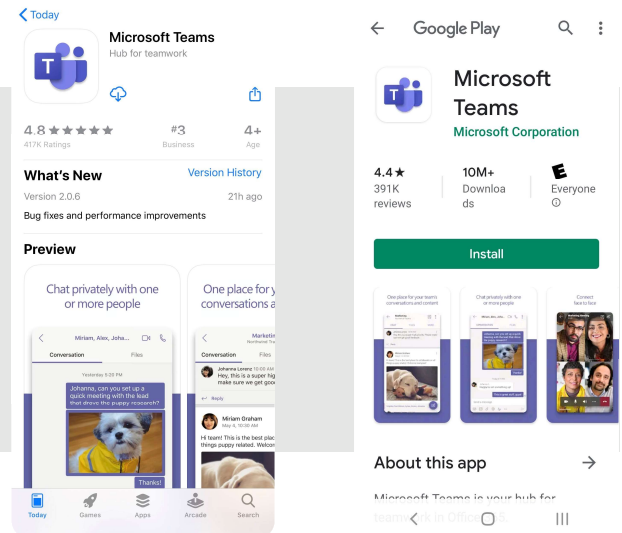 Today
Microsoft Teams
Hub for teamwork
4.8 ★★★★★
#3
4+
417K Ratings
Business
Age
What's New
Version History
Version 2.0.6
21h ago
Bug fixes and performance improvements
Preview
Chat privately with one
or more people
Miriam, Alex, Joha...
Conversation
Files
Yesterday 5:20 PM
Johanna, can you set up a
quick meeting with the lead
that drove the puppy research?
Thanks!
One place for y
conversations a
Marketin
Northwind Tra
Conversation
Files
Johanna Lorenz 10:00 AM
Hey, this is a super hig
make sure we get good
Reply
Miriam Graham
May 4, 10:30 AM
Hi team! This is the best plac
things puppy related. Welcom
Today
Games
Apps
Arcade
Search
Google Play
Microsoft
Teams
Microsoft Corporation
4.4★
10M+
E
391K
reviews
Downloa
ds
Everyone
Install
One place for your team's
conversations and content
Chat privately with one
or more people
Connect
face to face
About this app
Microsoft Teams is your hub for
teamwork in Office 365.